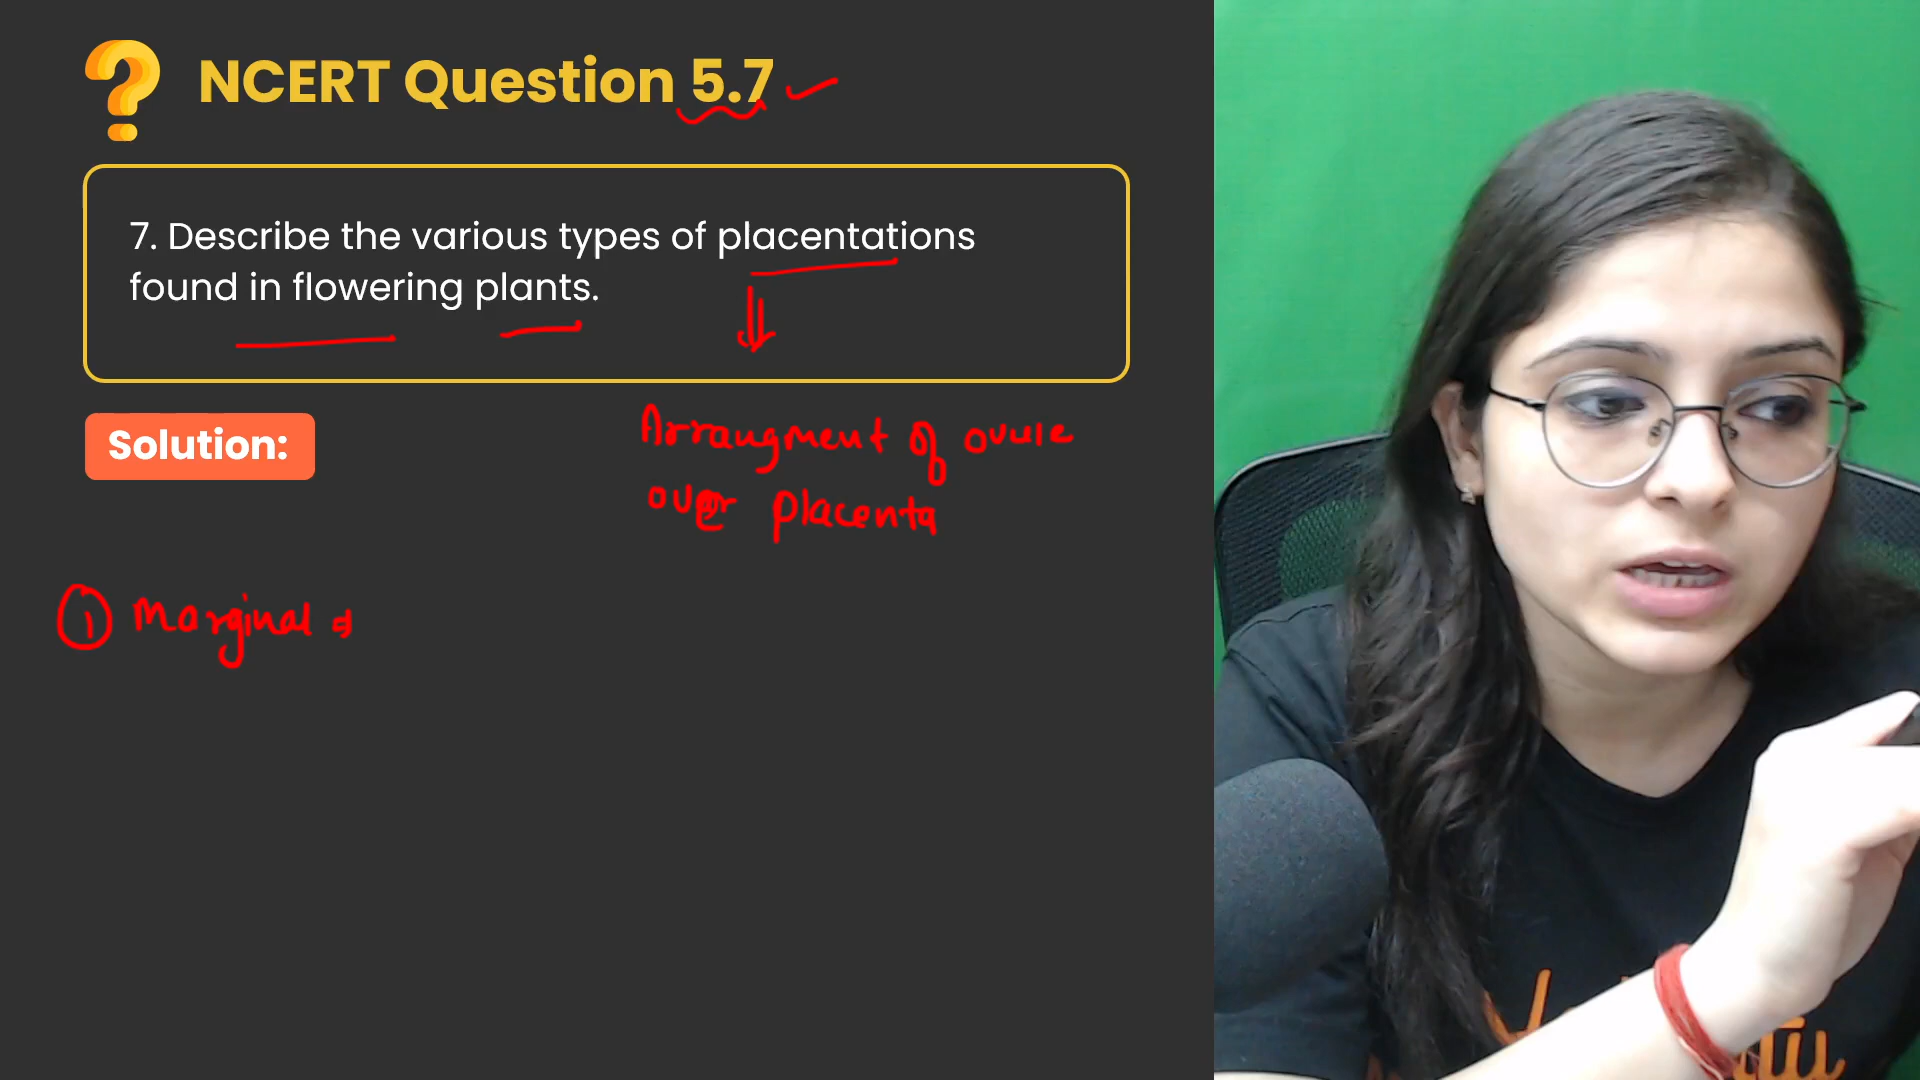 NCERT Question 5.7
7. Describe the various types of placentations
found in flowering plants.
Solution:
Arraugment of ovule
over placenta
1 Marginal ⇒